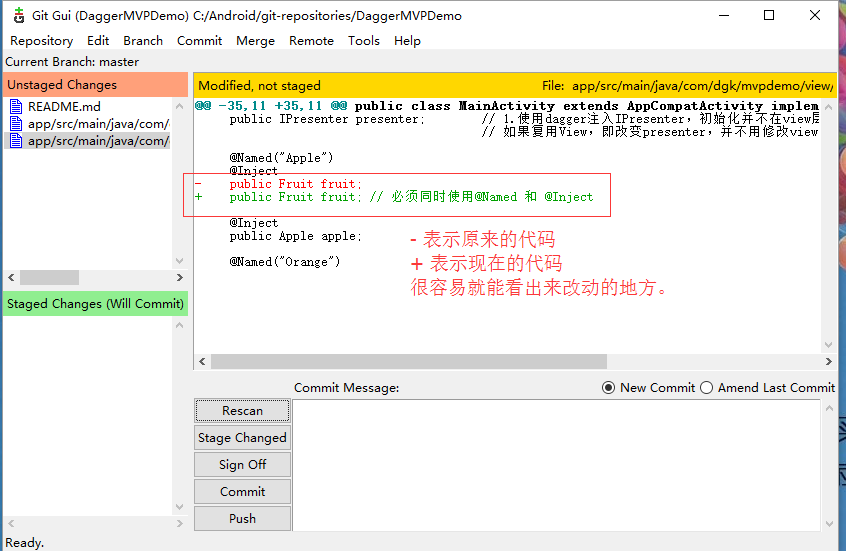 Git Gui (DaggerMVPDemo) C:/Android/git-repositories/DaggerMVPDemo
Repository Edit Branch Commit Merge Remote Tools Help
Current Branch: master
Unstaged Changes
README.md
app/src/main/java/com/
app/src/main/java/com/
Staged Changes (Will Commit)
Modified, not staged File: app/src/main/java/com/dgk/mvpdemo/view/
@@ -35,11 +35,11 @@ public class MainActivity extends AppCompatActivity implem
public IPresenter presenter; // 1.使用dagger注入IPresenter，初始化并不在view层
// 如果复用View，即改变presenter，并不用修改view
@Named("Apple")
@Inject
- public Fruit fruit;
+ public Fruit fruit; // 必须同时使用@Named 和 @Inject
@Inject
public Apple apple;
@Named("Orange")
- 表示原来的代码
+ 表示现在的代码
很容易就能看出来改动的地方。
Commit Message: New Commit Amend Last Commit
Rescan
Stage Changed
Sign Off
Commit
Push
Ready.